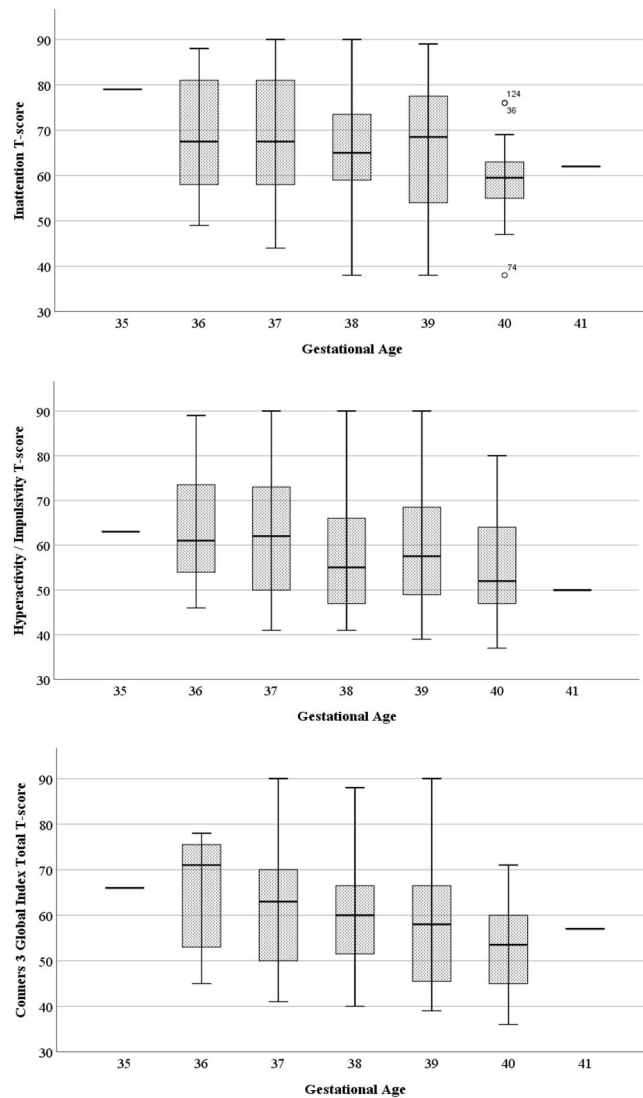 90
80
70
60
50
40
30
Inattention T-score
124
36
74
35 36 37 38 39 40 41
Gestational Age
90
80
70
60
50
40
30
Hyperactivity / Impulsivity T-score
35 36 37 38 39 40 41
Gestational Age
90
80
70
60
50
40
30
Conners 3 Global Index Total T-score
35 36 37 38 39 40 41
Gestational Age